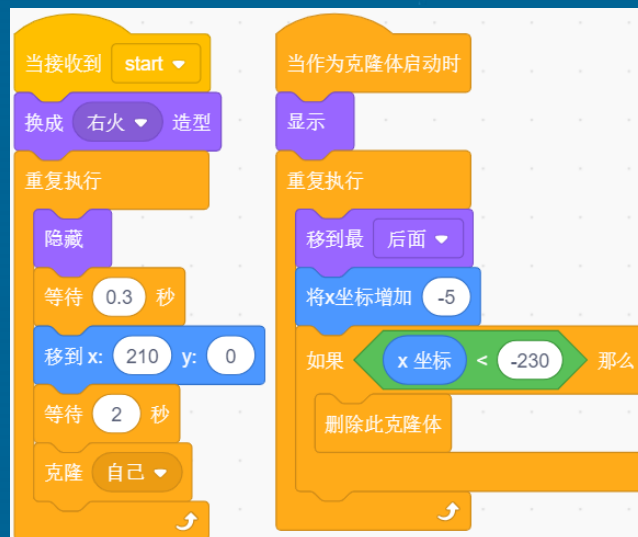 当接收到 start
换成 右火 造型
重复执行
隐藏
等待 0.3 秒
移到 x: 210 y: 0
等待 2 秒
克隆 自己
当作为克隆体启动时
显示
重复执行
移到最 后面
将x坐标增加 -5
如果 x 坐标 < -230 那么
删除此克隆体